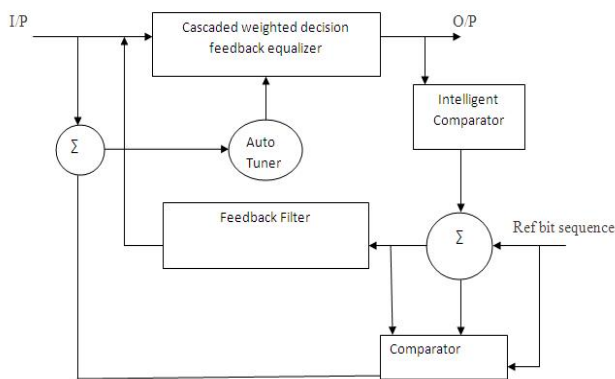 I/P
O/P
Cascaded weighted decision
feedback equalizer
Intelligent
Comparator
Σ
Auto
Tuner
Feedback Filter
Σ
Ref bit sequence
Comparator